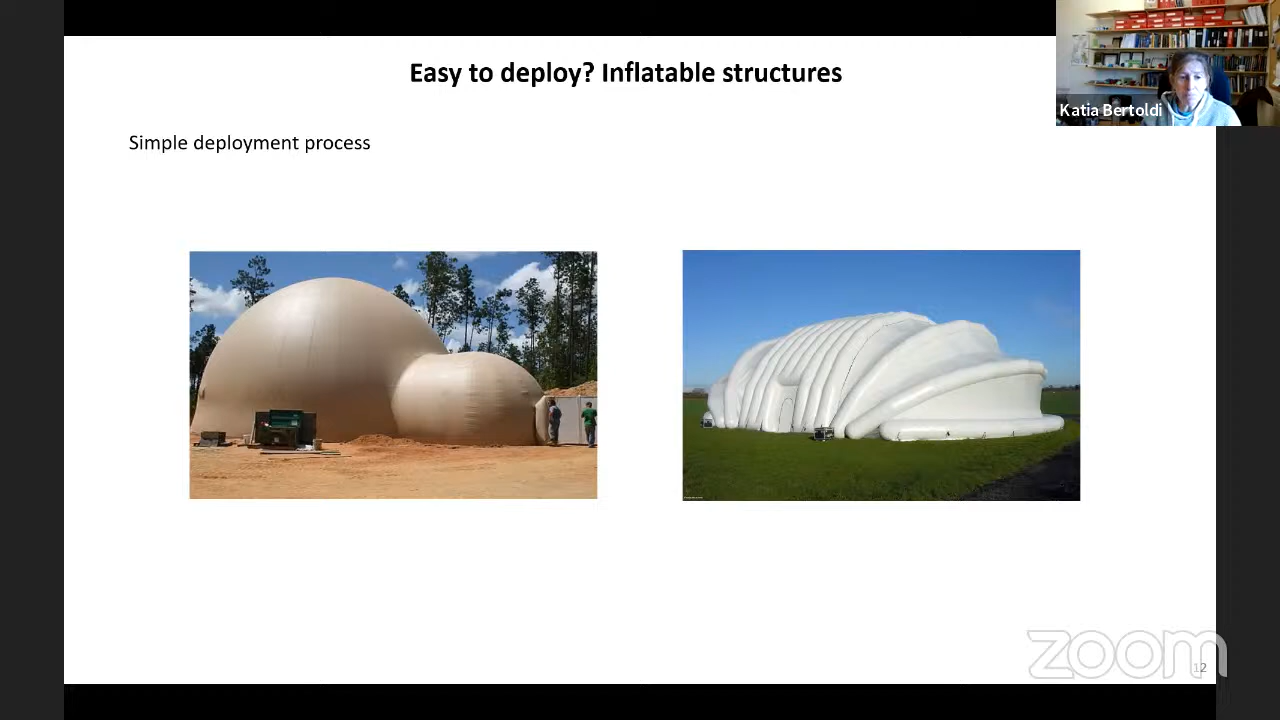 Easy to deploy? Inflatable structures
Katia Bertoldi
Simple deployment process
zoom
12